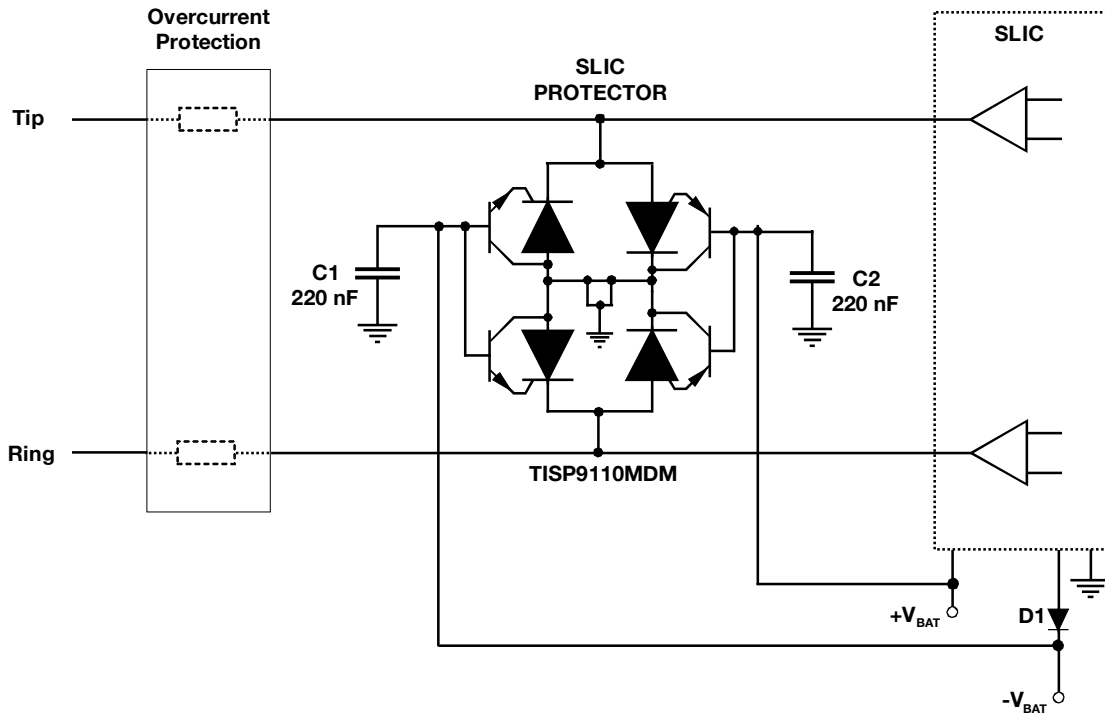 Overcurrent
Protection
SLIC
SLIC
PROTECTOR
Tip
C1
220 nF
C2
220 nF
Ring
TISP9110MDM
+VBAT
D1
-VBAT